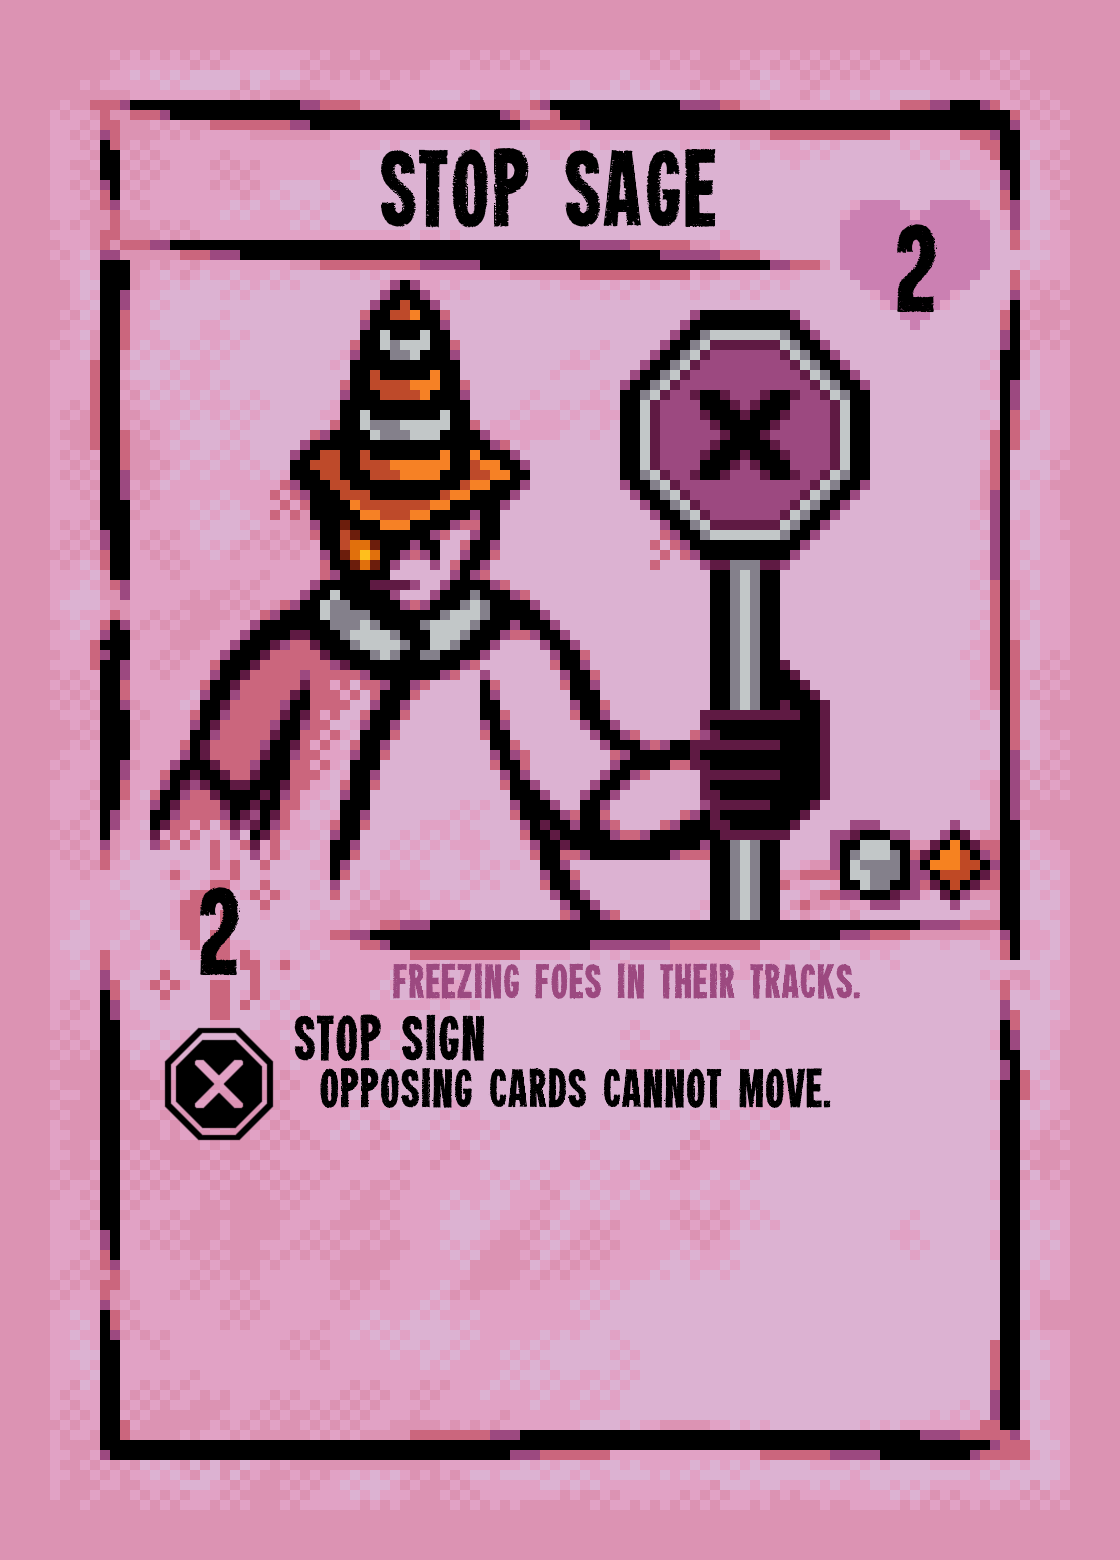 STOP SAGE
2
2
FREEZING FOES IN THEIR TRACKS.
STOP SIGN
OPPOSING CARDS CANNOT MOVE.